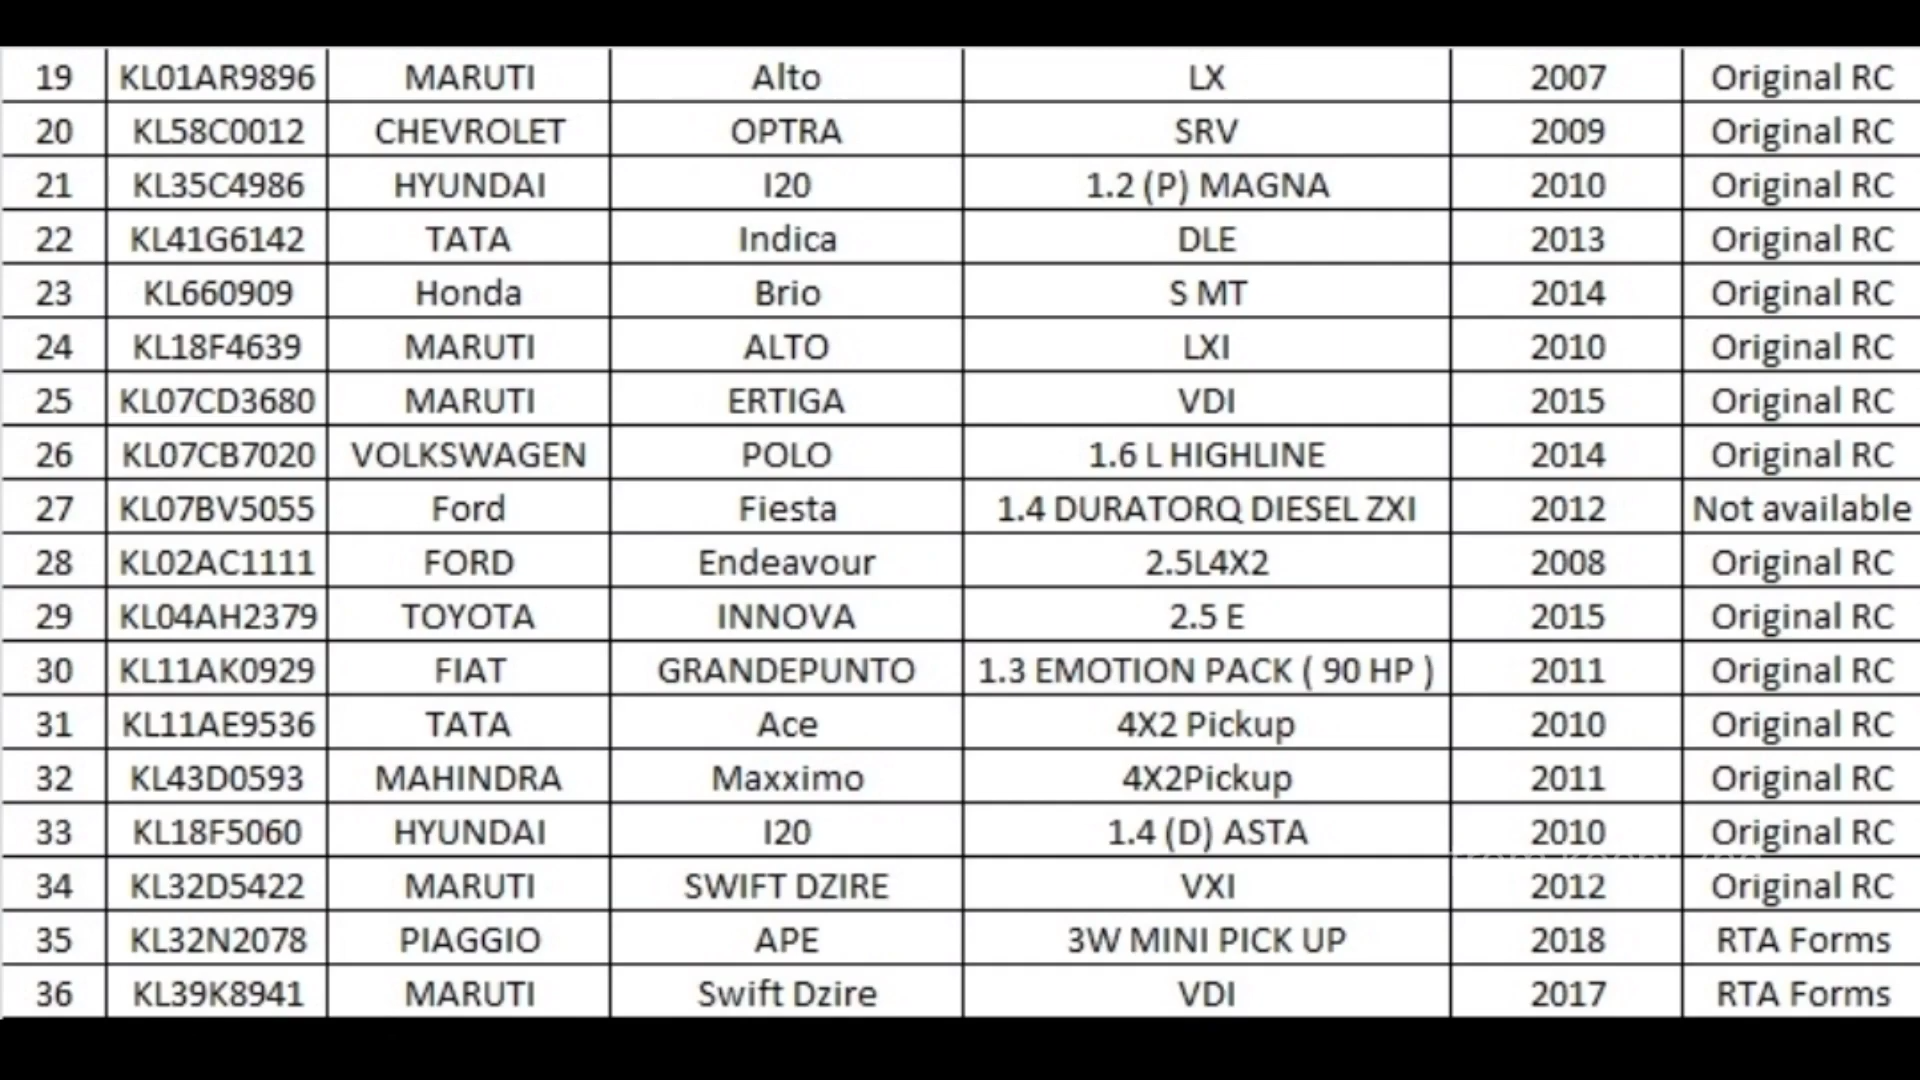 19 KL01AR9896 MARUTI Alto LX 2007 Original RC
20 KL58C0012 CHEVROLET OPTRA SRV 2009 Original RC
21 KL35C4986 HYUNDAI I20 1.2 (P) MAGNA 2010 Original RC
22 KL41G6142 TATA Indica DLE 2013 Original RC
23 KL660909 Honda Brio S MT 2014 Original RC
24 KL18F4639 MARUTI ALTO LXI 2010 Original RC
25 KL07CD3680 MARUTI ERTIGA VDI 2015 Original RC
26 KL07CB7020 VOLKSWAGEN POLO 1.6 L HIGHLINE 2014 Original RC
27 KL07BV5055 Ford Fiesta 1.4 DURATORQ DIESEL ZXI 2012 Not available
28 KL02AC1111 FORD Endeavour 2.5L4X2 2008 Original RC
29 KL04AH2379 TOYOTA INNOVA 2.5 E 2015 Original RC
30 KL11AK0929 FIAT GRANDEPUNTO 1.3 EMOTION PACK ( 90 HP ) 2011 Original RC
31 KL11AE9536 TATA Ace 4X2 Pickup 2010 Original RC
32 KL43D0593 MAHINDRA Maxximo 4X2Pickup 2011 Original RC
33 KL18F5060 HYUNDAI I20 1.4 (D) ASTA 2010 Original RC
34 KL32D5422 MARUTI SWIFT DZIRE VXI 2012 Original RC
35 KL32N2078 PIAGGIO APE 3W MINI PICK UP 2018 RTA Forms
36 KL39K8941 MARUTI Swift Dzire VDI 2017 RTA Forms